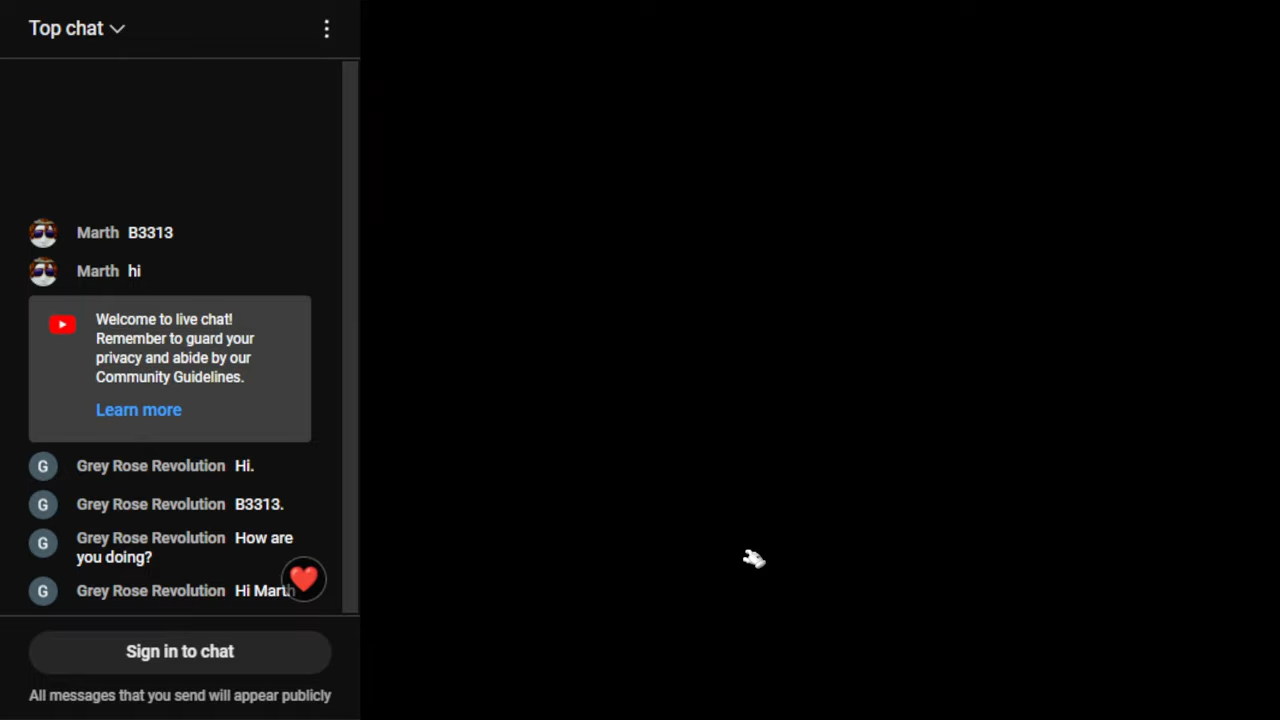 Top chat
Marth B3313
Marth hi
Welcome to live chat!
Remember to guard your
privacy and abide by our
Community Guidelines.
Learn more
G Grey Rose Revolution Hi.
G Grey Rose Revolution B3313.
G Grey Rose Revolution How are
you doing?
G Grey Rose Revolution Hi Marth
Sign in to chat
All messages that you send will appear publicly